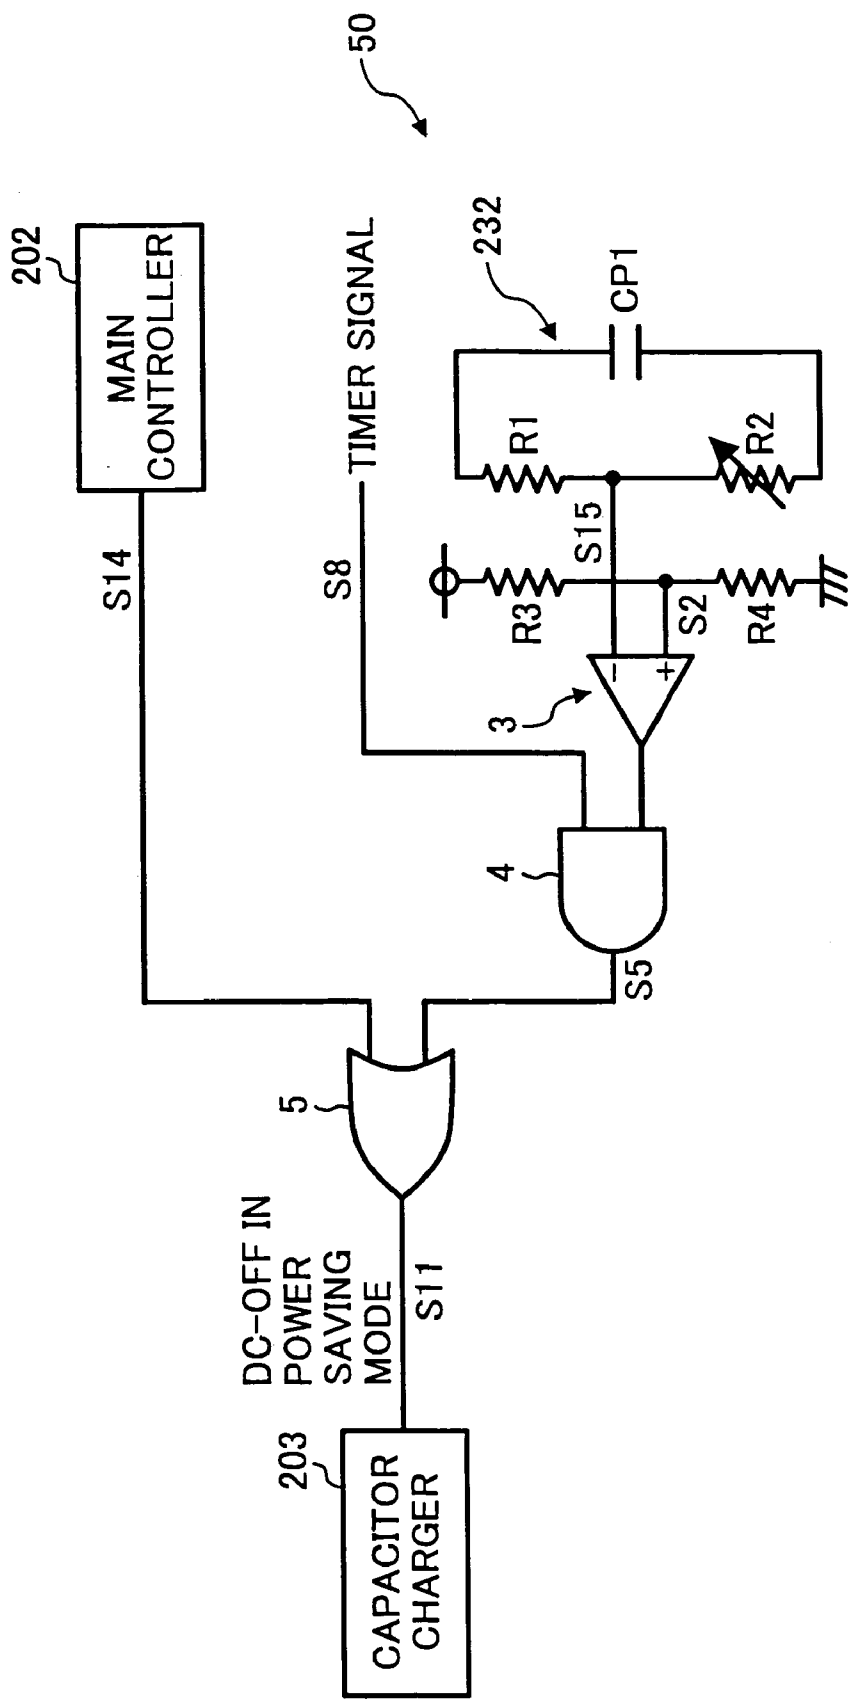 50
202
MAIN
CONTROLLER
S14
TIMER SIGNAL
S8
232
CP1
R1
R2
S15
R3
S2
R4
-
+
3
4
S5
5
DC-OFF IN
POWER
SAVING
MODE
S11
203
CAPACITOR
CHARGER